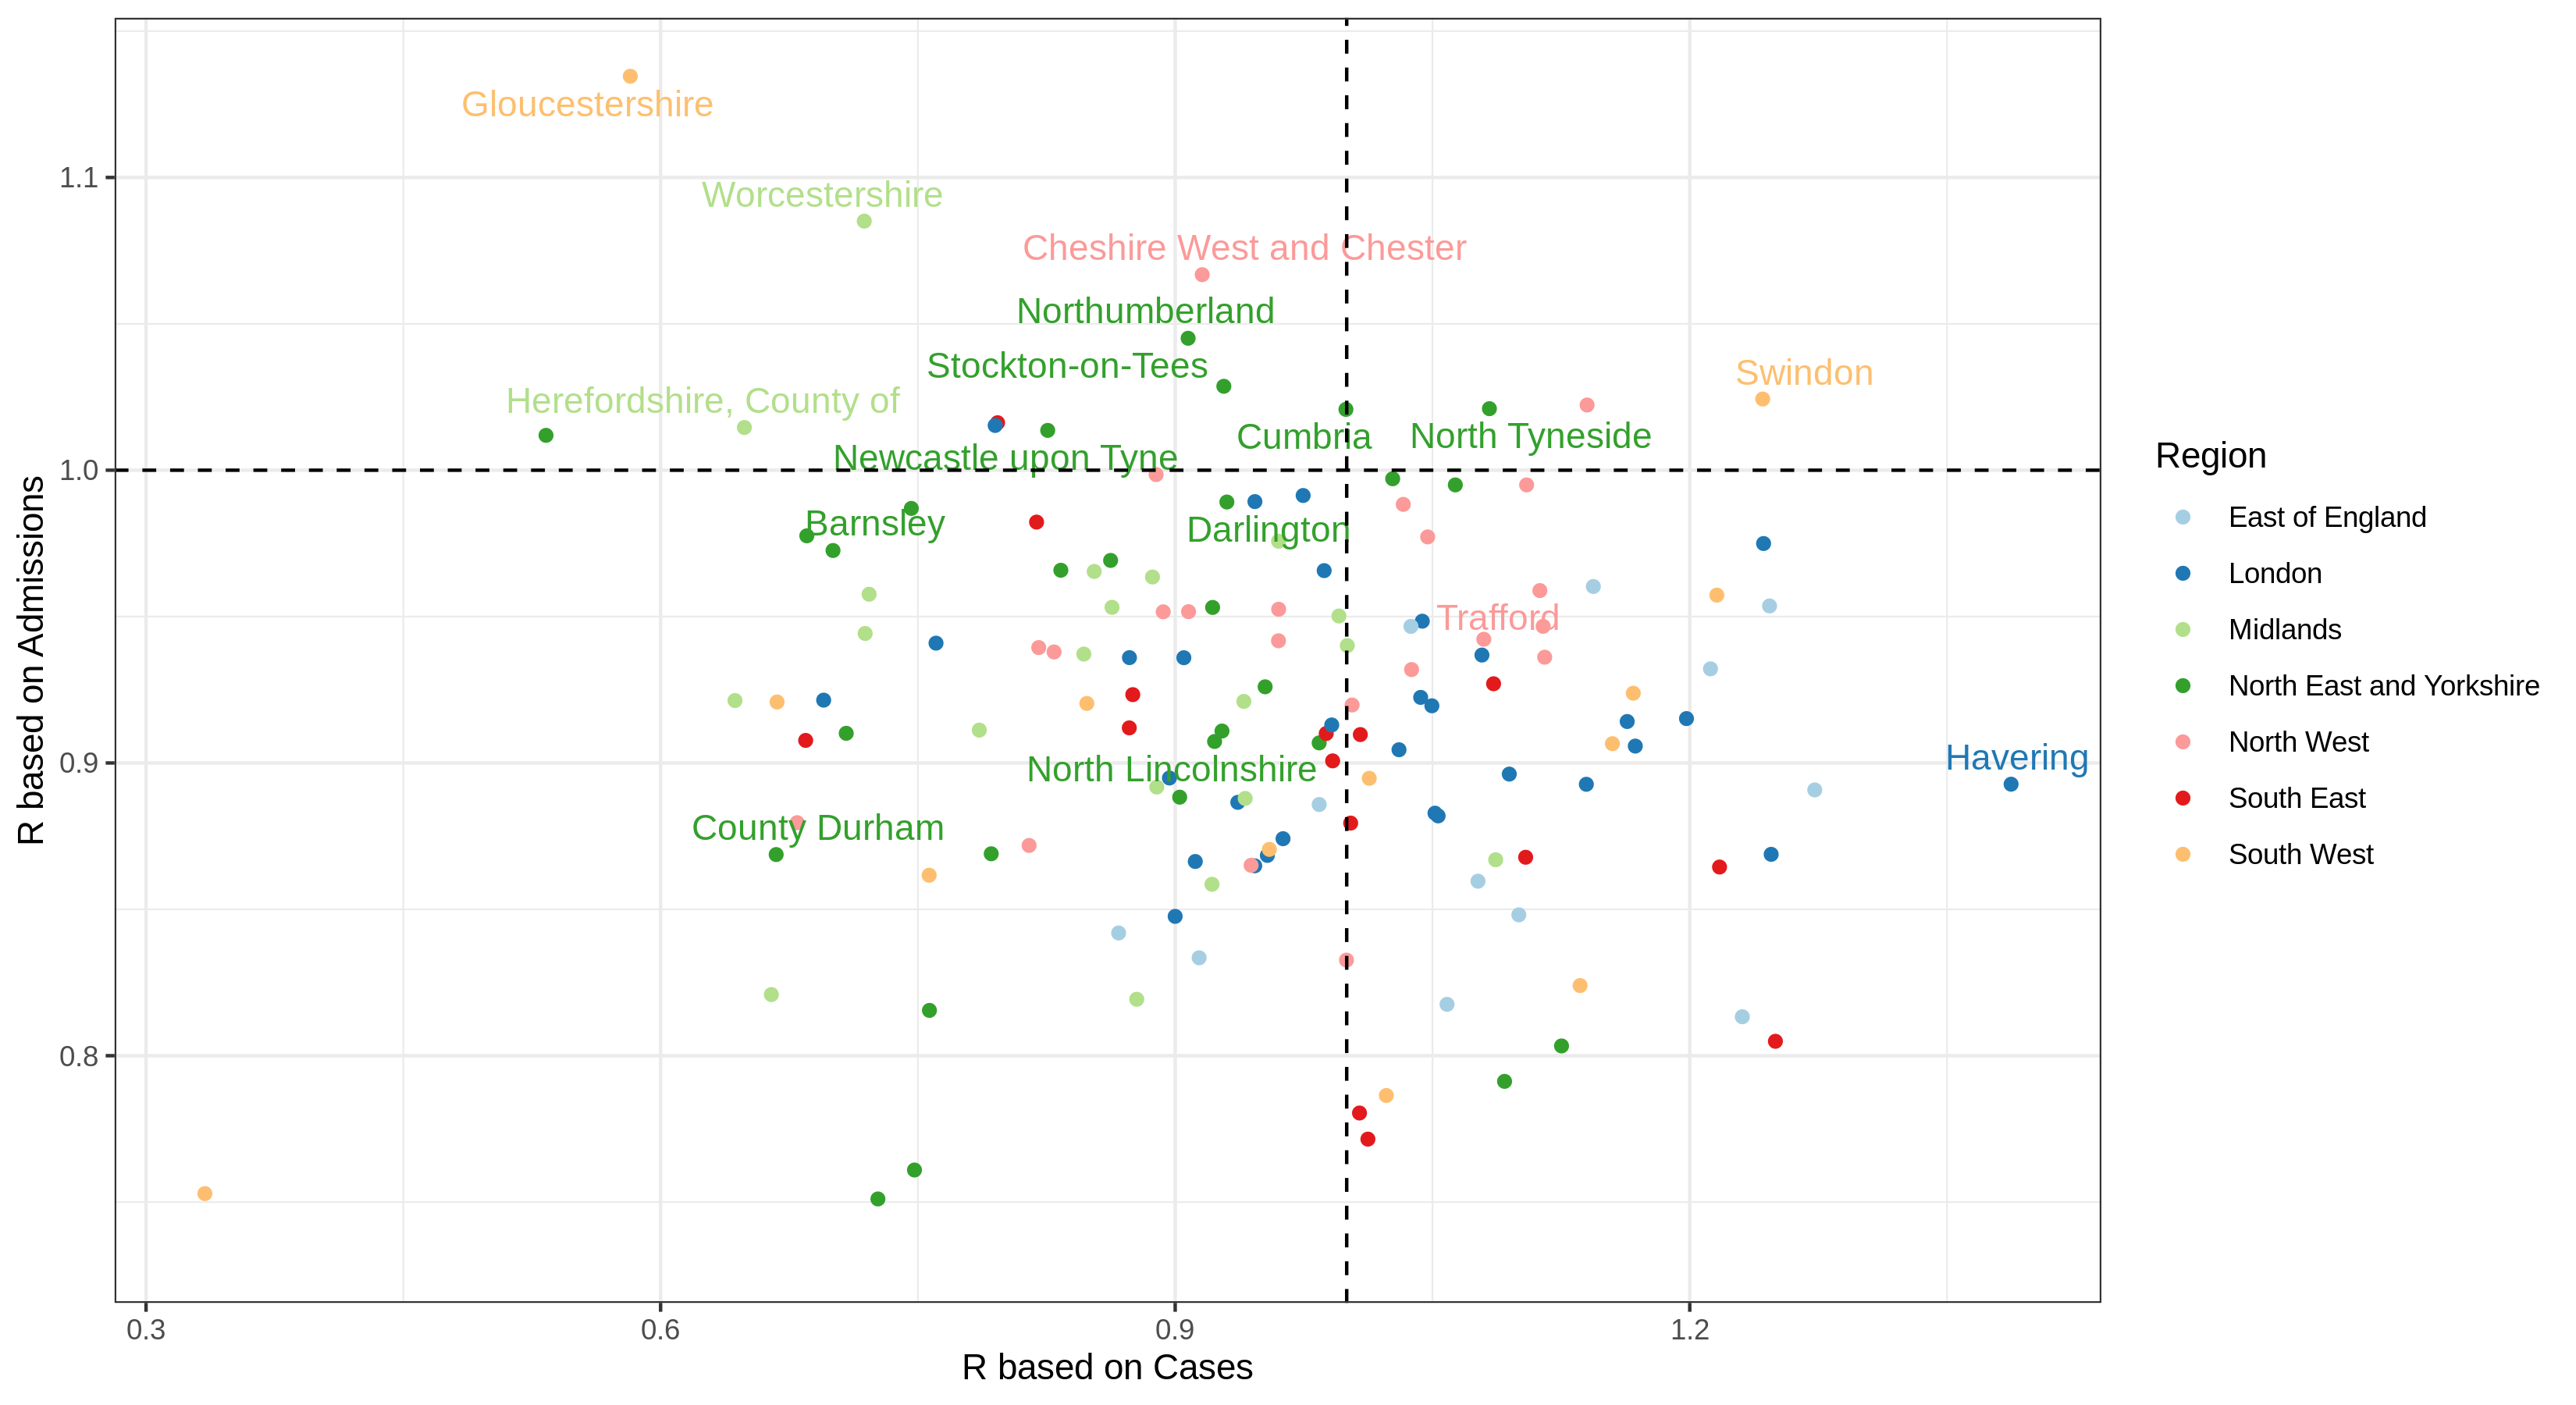 Gloucestershire
Worcestershire
Cheshire West and Chester
Northumberland
Stockton-on-Tees
Swindon
Herefordshire, County of
Cumbria
North Tyneside
Newcastle upon Tyne
Barnsley
Darlington
Trafford
Havering
North Lincolnshire
County Durham
1.1
1.0
0.9
0.8
R based on Admissions
0.3
0.6
0.9
1.2
R based on Cases
Region
East of England
London
Midlands
North East and Yorkshire
North West
South East
South West